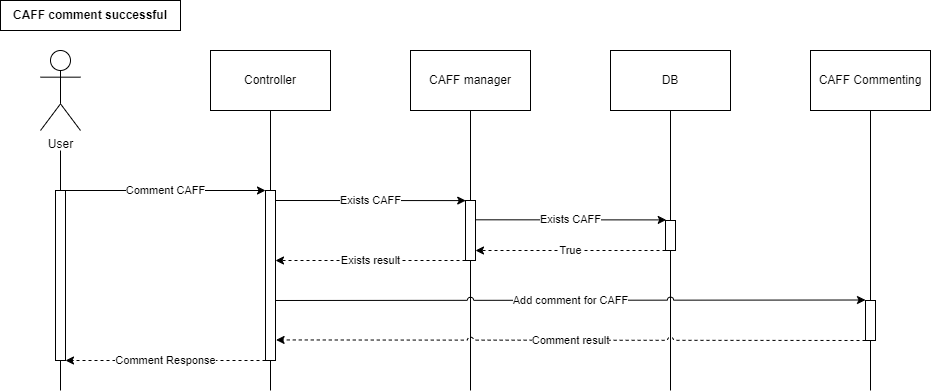 CAFF comment successful
Controller
CAFF manager
DB
CAFF Commenting
User
Comment CAFF
Exists CAFF
Exists CAFF
True
Exists result
Add comment for CAFF
Comment result
Comment Response